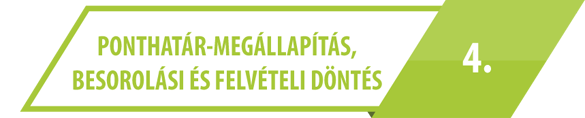 PONTHATÁR-MEGÁLLAPÍTÁS,
BESOROLÁSI ÉS FELVÉTELI DÖNTÉS
4.